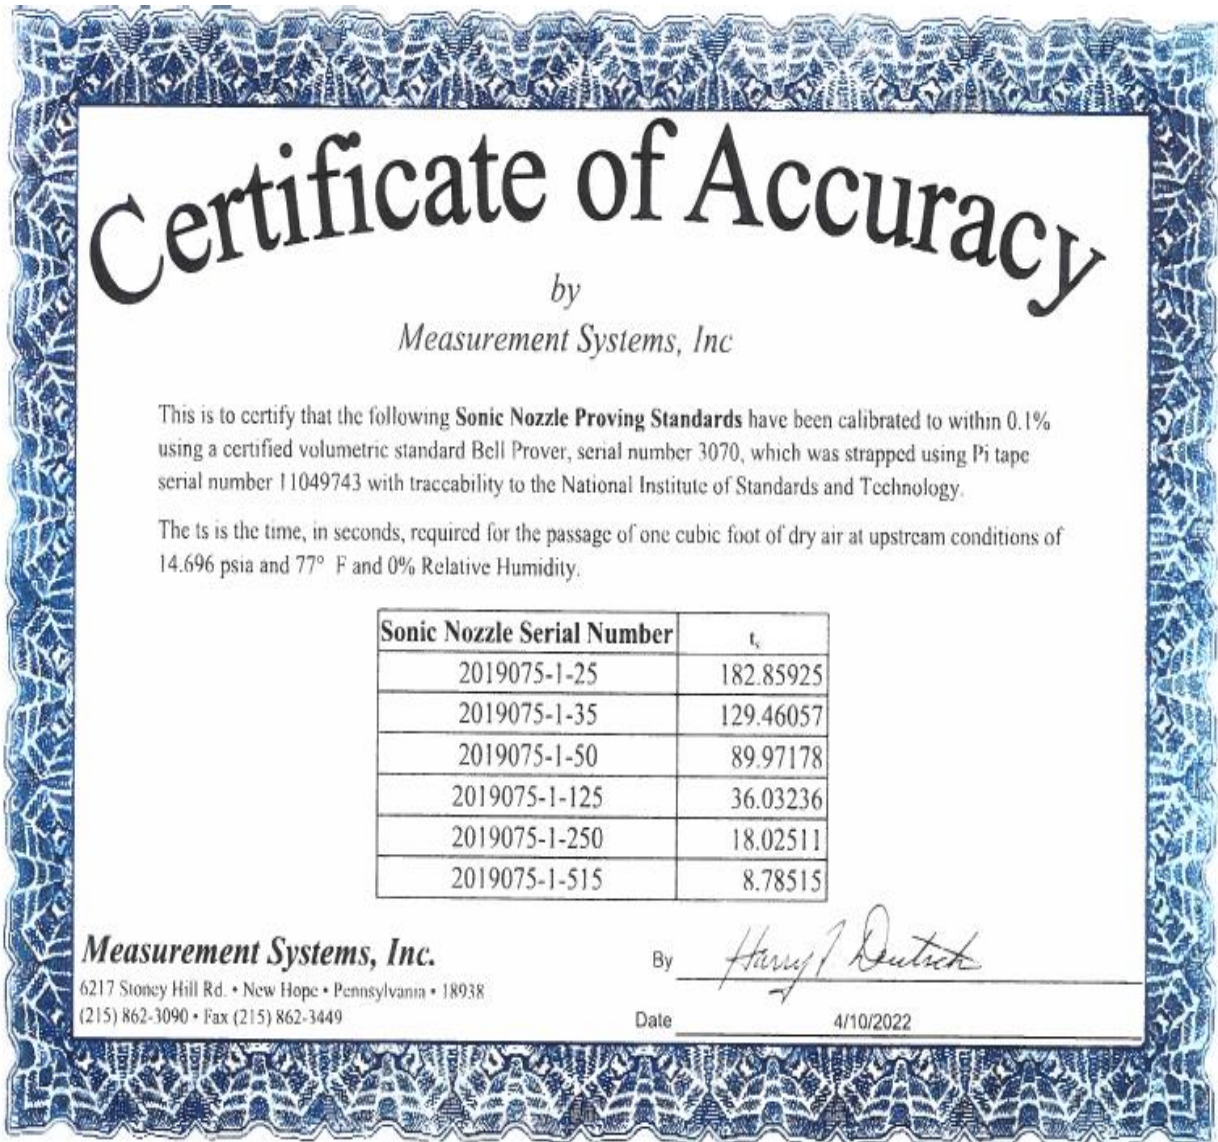 Certificate of Accuracy
by
Measurement Systems, Inc
This is to certify that the following Sonic Nozzle Proving Standards have been calibrated to within 0.1%
using a certified volumetric standard Bell Prover, serial number 3070, which was strapped using Pi tape
serial number 11049743 with traceability to the National Institute of Standards and Technology.
The ts is the time, in seconds, required for the passage of one cubic foot of dry air at upstream conditions of
14.696 psia and 77° F and 0% Relative Humidity.
Sonic Nozzle Serial Number ts
2019075-1-25 182.85925
2019075-1-35 129.46057
2019075-1-50 89.97178
2019075-1-125 36.03236
2019075-1-250 18.02511
2019075-1-515 8.78515
Measurement Systems, Inc.
6217 Stoney Hill Rd. • New Hope • Pennsylvania • 18938
(215) 862-3090 • Fax (215) 862-3449
By Harry
Date 4/10/2022